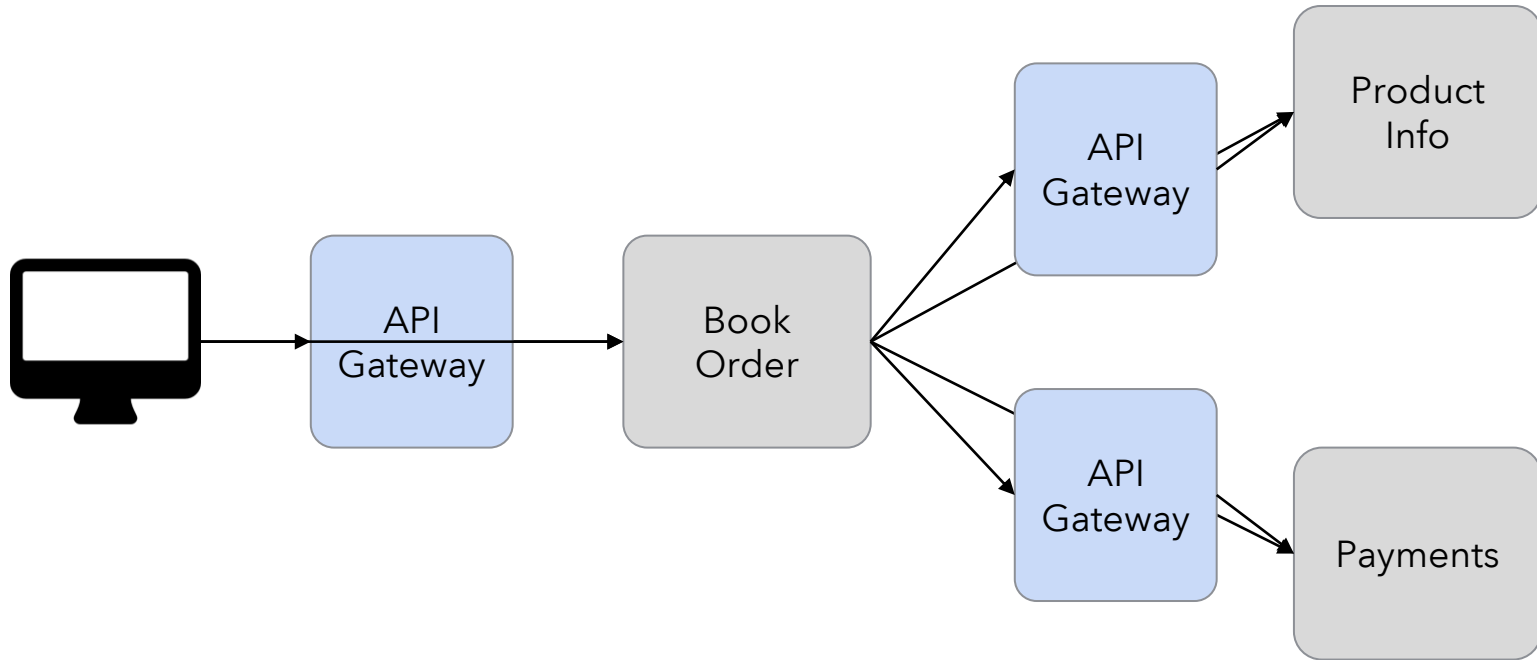 API
Gateway
Book
Order
API
Gateway
Product
Info
API
Gateway
Payments